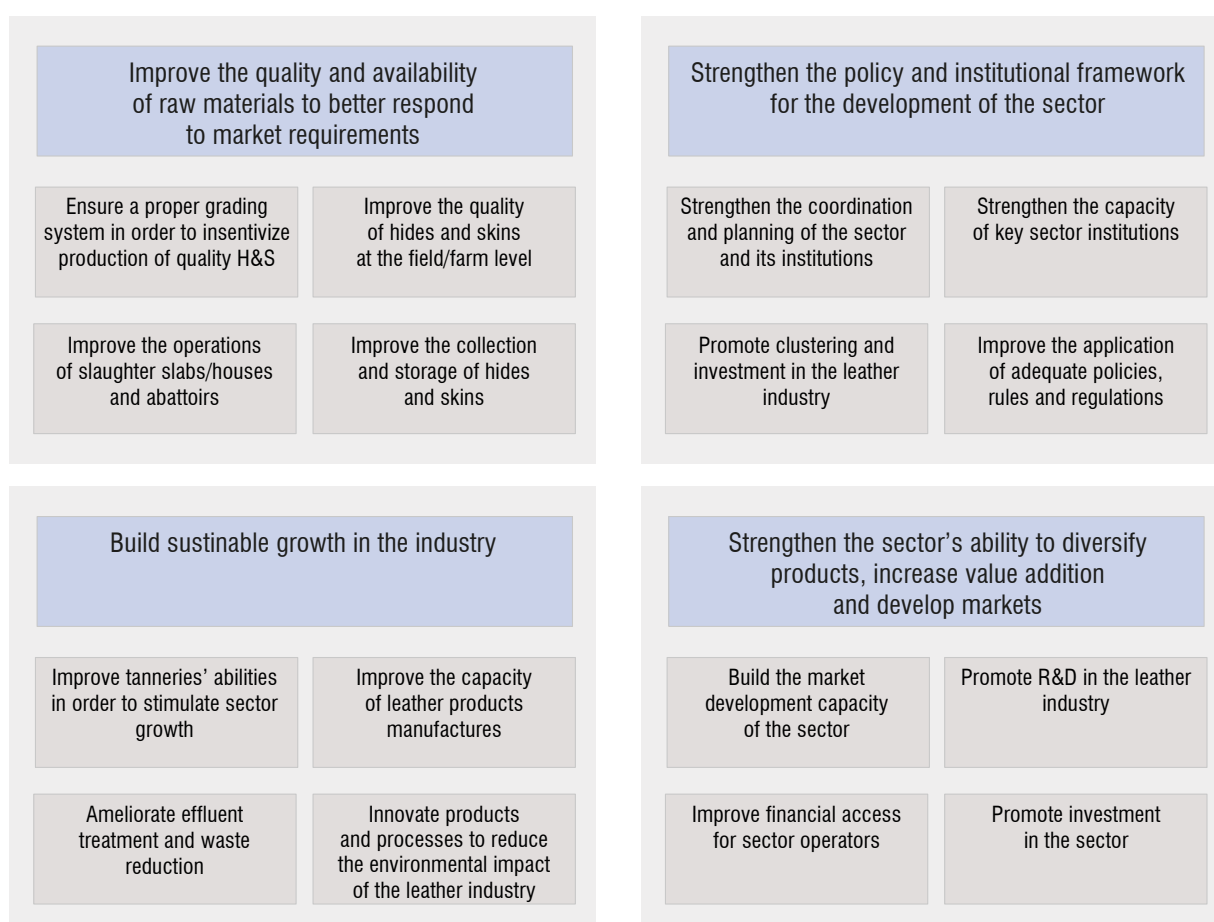 Improve the quality and availability
of raw materials to better respond
to market requirements
Ensure a proper grading
system in order to insentivize
production of quality H&S
Improve the quality
of hides and skins
at the field/farm level
Improve the operations
of slaughter slabs/houses
and abattoirs
Improve the collection
and storage of hides
and skins
Strengthen the policy and institutional framework
for the development of the sector
Strengthen the coordination
and planning of the sector
and its institutions
Strengthen the capacity
of key sector institutions
Promote clustering and
investment in the leather
industry
Improve the application
of adequate policies,
rules and regulations
Build sustinable growth in the industry
Improve tanneries’ abilities
in order to stimulate sector
growth
Improve the capacity
of leather products
manufactures
Ameliorate effluent
treatment and waste
reduction
Innovate products
and processes to reduce
the environmental impact
of the leather industry
Strengthen the sector’s ability to diversify
products, increase value addition
and develop markets
Build the market
development capacity
of the sector
Promote R&D in the leather
industry
Improve financial access
for sector operators
Promote investment
in the sector